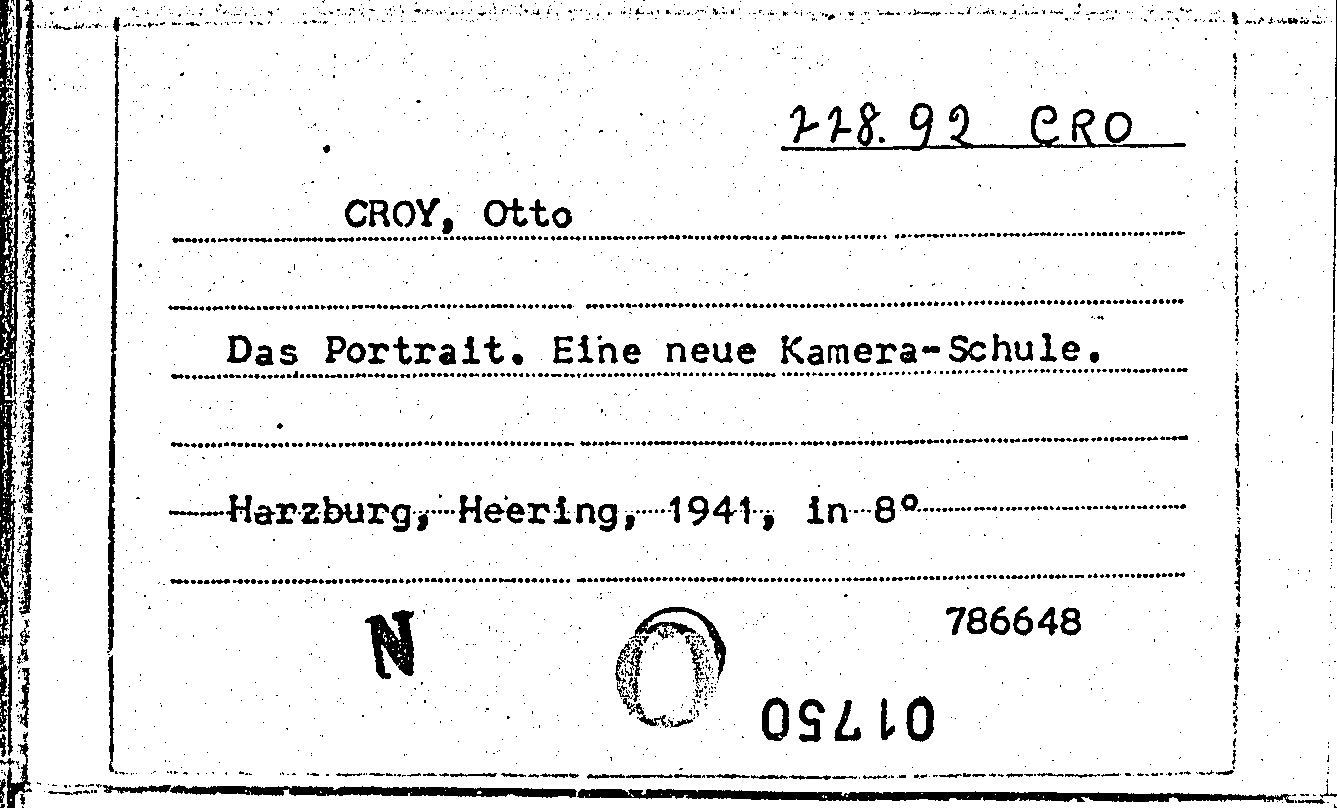 778.92 CRO
CROY, Otto
Das Portrait. Eine neue Kamera-Schule.
Harzburg, Heering, 1941, in 8°
786648
N
O
01750